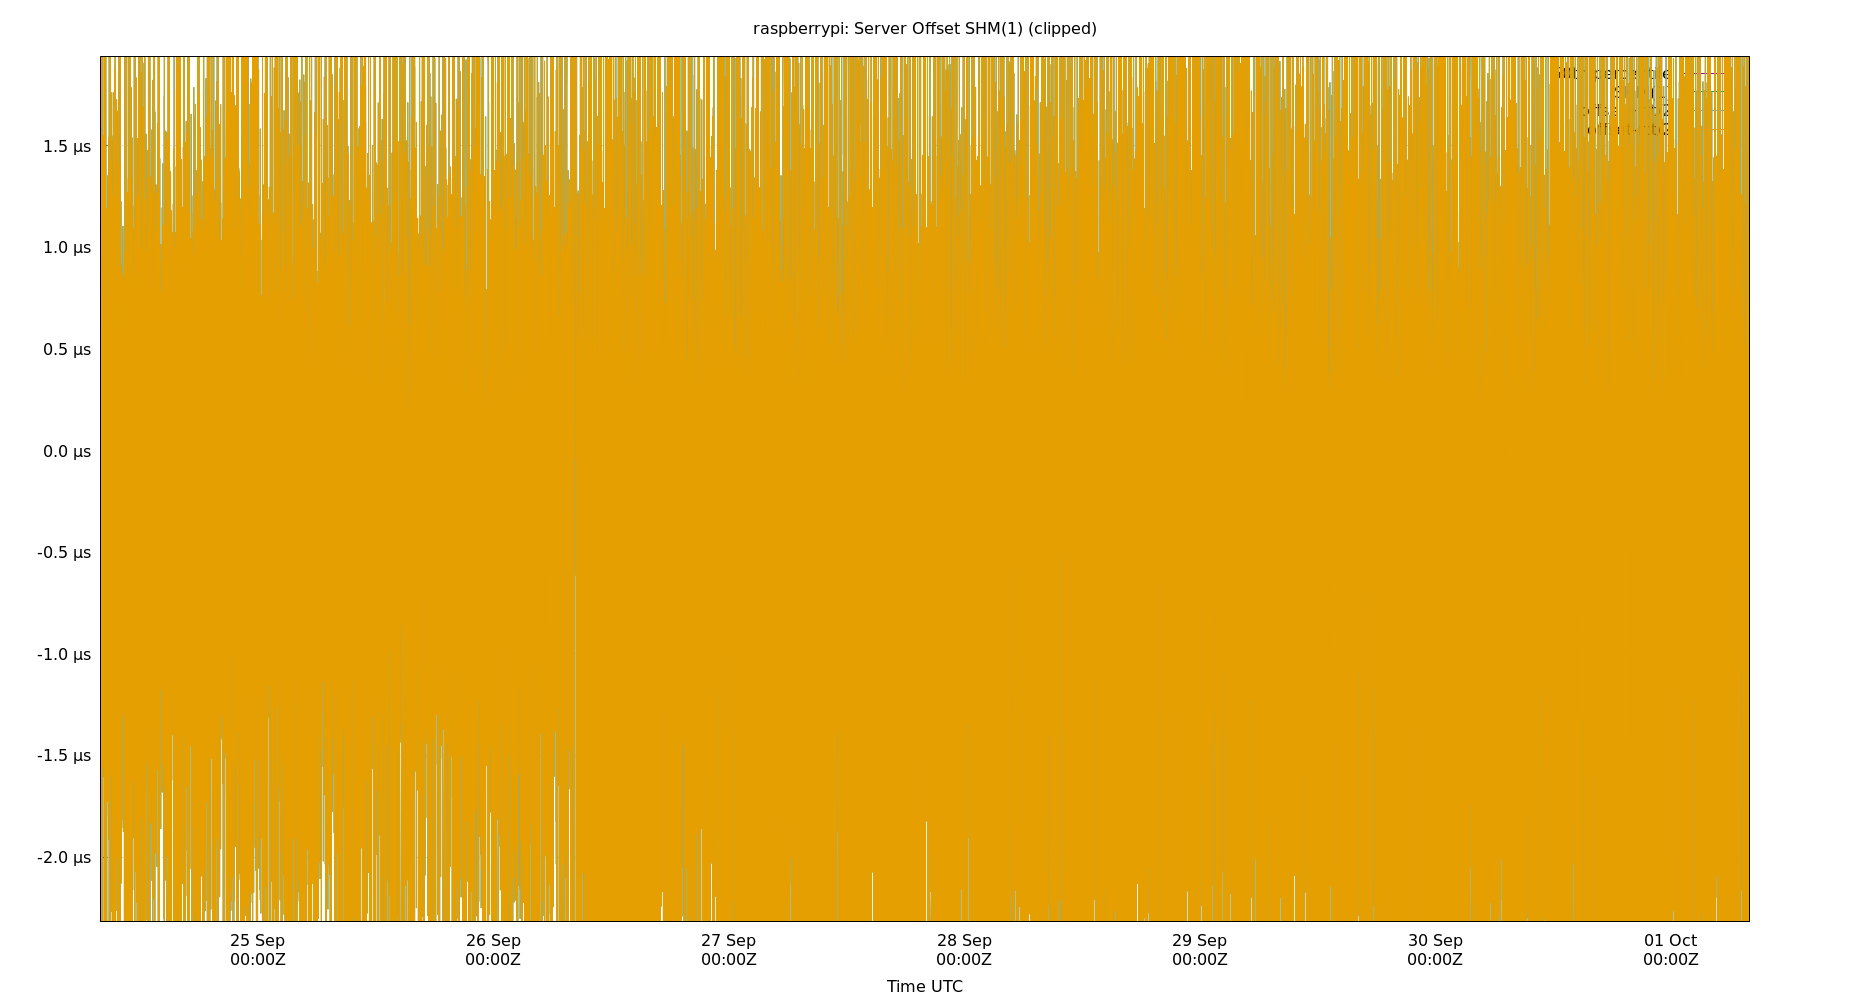 raspberrypi: Server Offset SHM(1) (clipped)
1.5 µs
1.0 µs
0.5 µs
0.0 µs
-0.5 µs
-1.0 µs
-1.5 µs
-2.0 µs
25 Sep 26 Sep 27 Sep 28 Sep 29 Sep 30 Sep 01 Oct
00:00Z 00:00Z 00:00Z 00:00Z 00:00Z 00:00Z 00:00Z
Time UTC